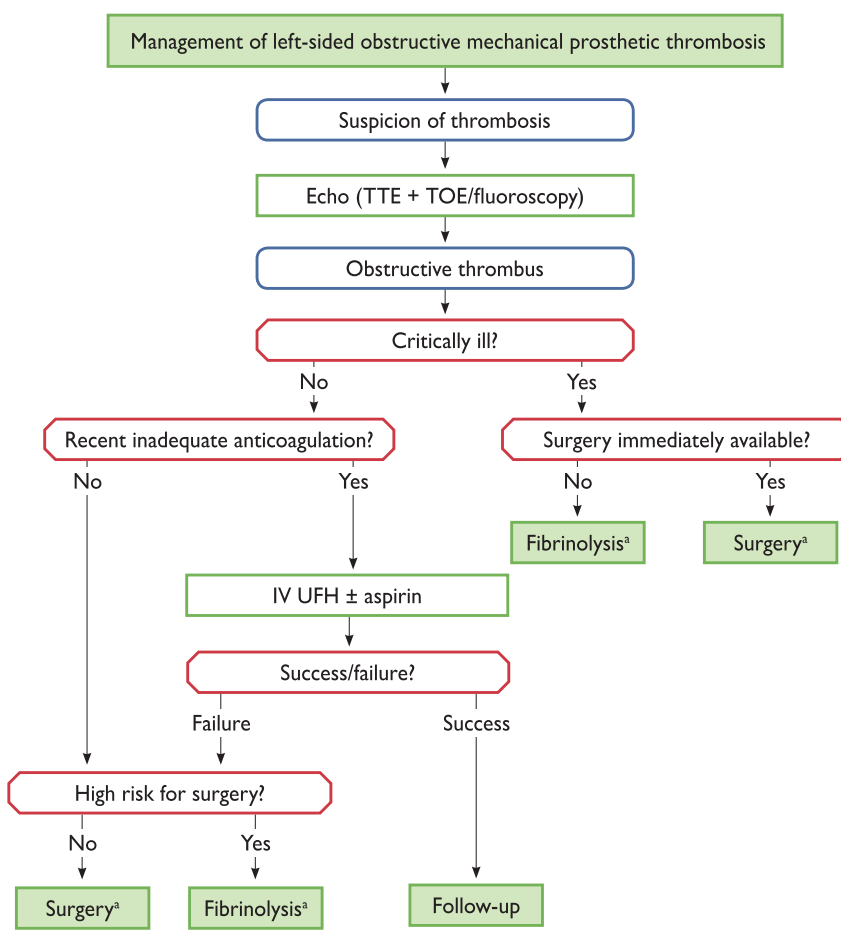 Management of left-sided obstructive mechanical prosthetic thrombosis
Suspicion of thrombosis
Echo (TTE + TOE/fluoroscopy)
Obstructive thrombus
Critically ill?
No
Yes
Recent inadequate anticoagulation?
Surgery immediately available?
No
Yes
No
Yes
Fibrinolysisᵃ
Surgeryᵃ
IV UFH ± aspirin
Success/failure?
Failure
Success
High risk for surgery?
No
Yes
Surgeryᵃ
Fibrinolysisᵃ
Follow-up